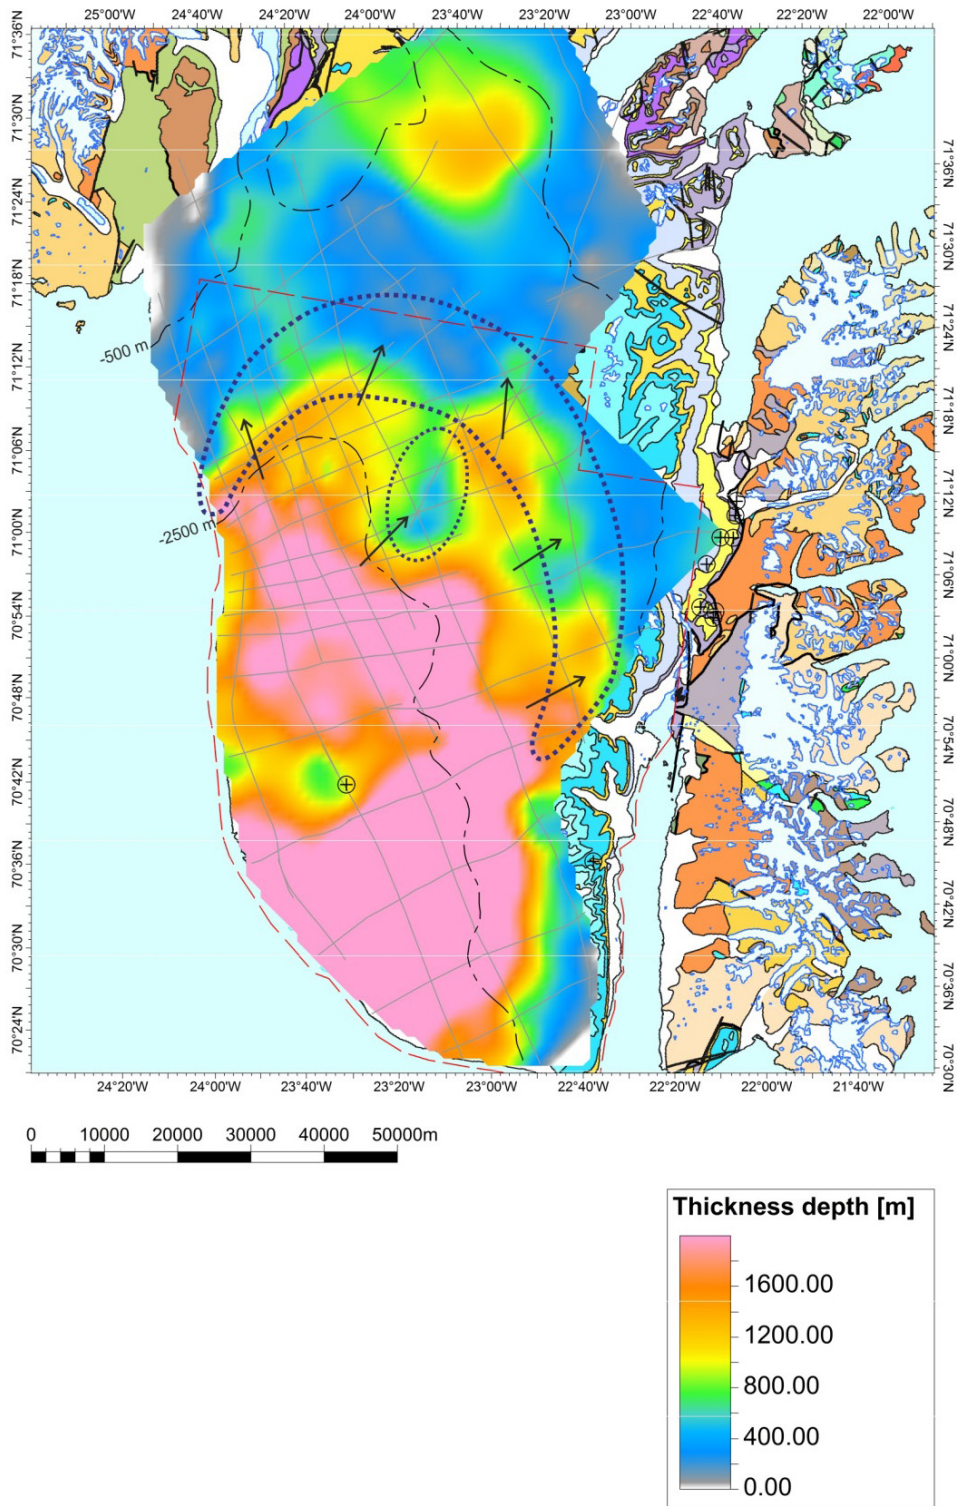 25°00'W 24°40'W 24°20'W 24°00'W 23°40'W 23°20'W 23°00'W 22°40'W 22°20'W 22°00'W
71°36'N
71°30'N
71°24'N
71°18'N
71°12'N
71°06'N
71°00'N
70°54'N
70°48'N
70°42'N
70°36'N
70°30'N
70°24'N
-500 m
-2500 m
71°36'N
71°30'N
71°24'N
71°18'N
71°12'N
71°06'N
71°00'N
70°54'N
70°48'N
70°42'N
70°36'N
70°30'N
24°20'W 24°00'W 23°40'W 23°20'W 23°00'W 22°40'W 22°20'W 22°00'W 21°40'W
0 10000 20000 30000 40000 50000m
Thickness depth [m]
1600.00
1200.00
800.00
400.00
0.00